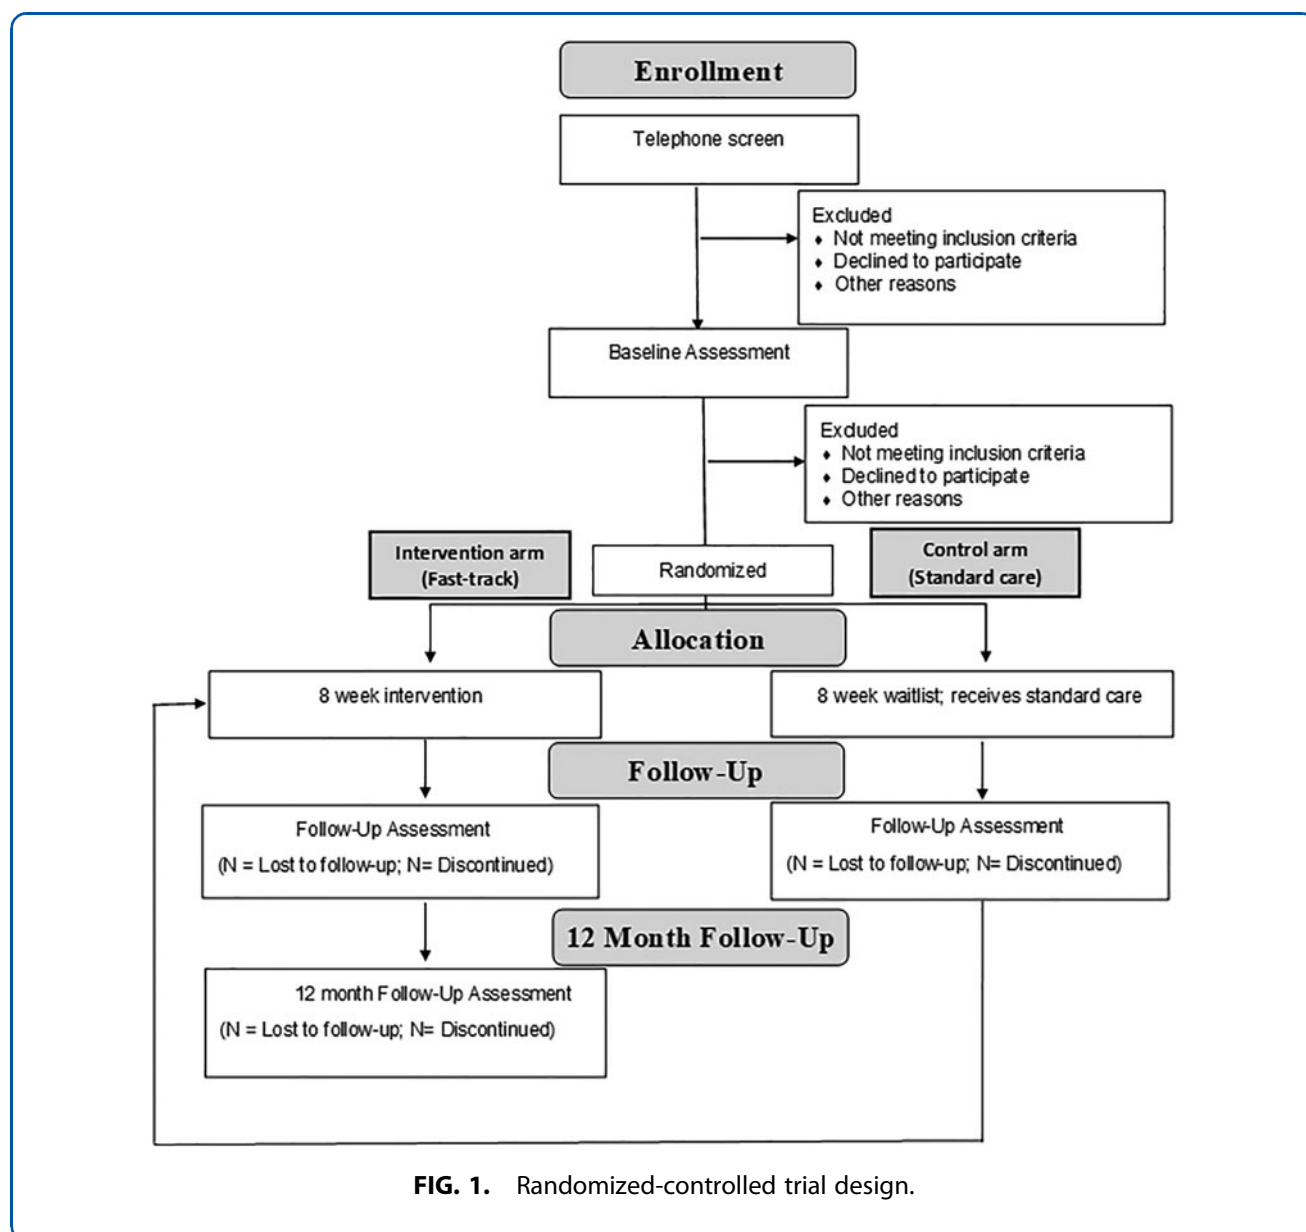 Enrollment
Telephone screen
Excluded
♦ Not meeting inclusion criteria
♦ Declined to participate
♦ Other reasons
Baseline Assessment
Excluded
♦ Not meeting inclusion criteria
♦ Declined to participate
♦ Other reasons
Intervention arm
(Fast-track)
Randomized
Control arm
(Standard care)
Allocation
8 week intervention
8 week waitlist; receives standard care
Follow-Up
Follow-Up Assessment
(N = Lost to follow-up; N= Discontinued)
Follow-Up Assessment
(N = Lost to follow-up; N= Discontinued)
12 Month Follow-Up
12 month Follow-Up Assessment
(N = Lost to follow-up; N= Discontinued)
FIG. 1. Randomized-controlled trial design.